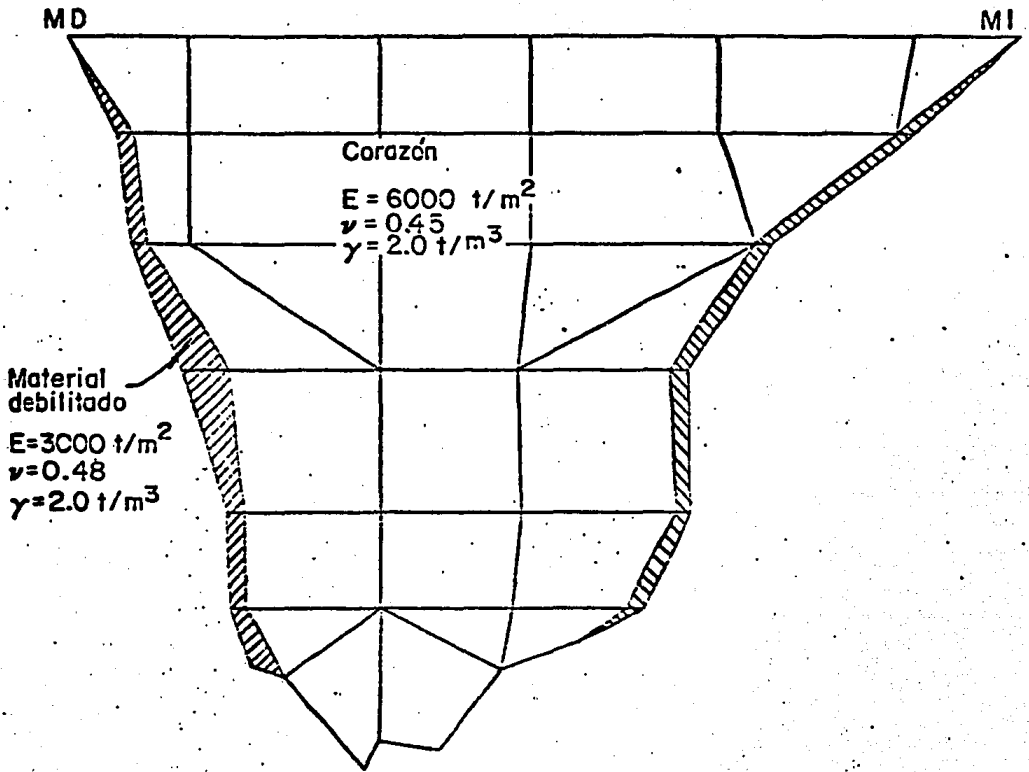 MD
MI
Corazón
E = 6000 t/m²
ν = 0.45
γ = 2.0 t/m³
Material
debilitado
E=3000 t/m²
ν=0.48
γ=2.0 t/m³